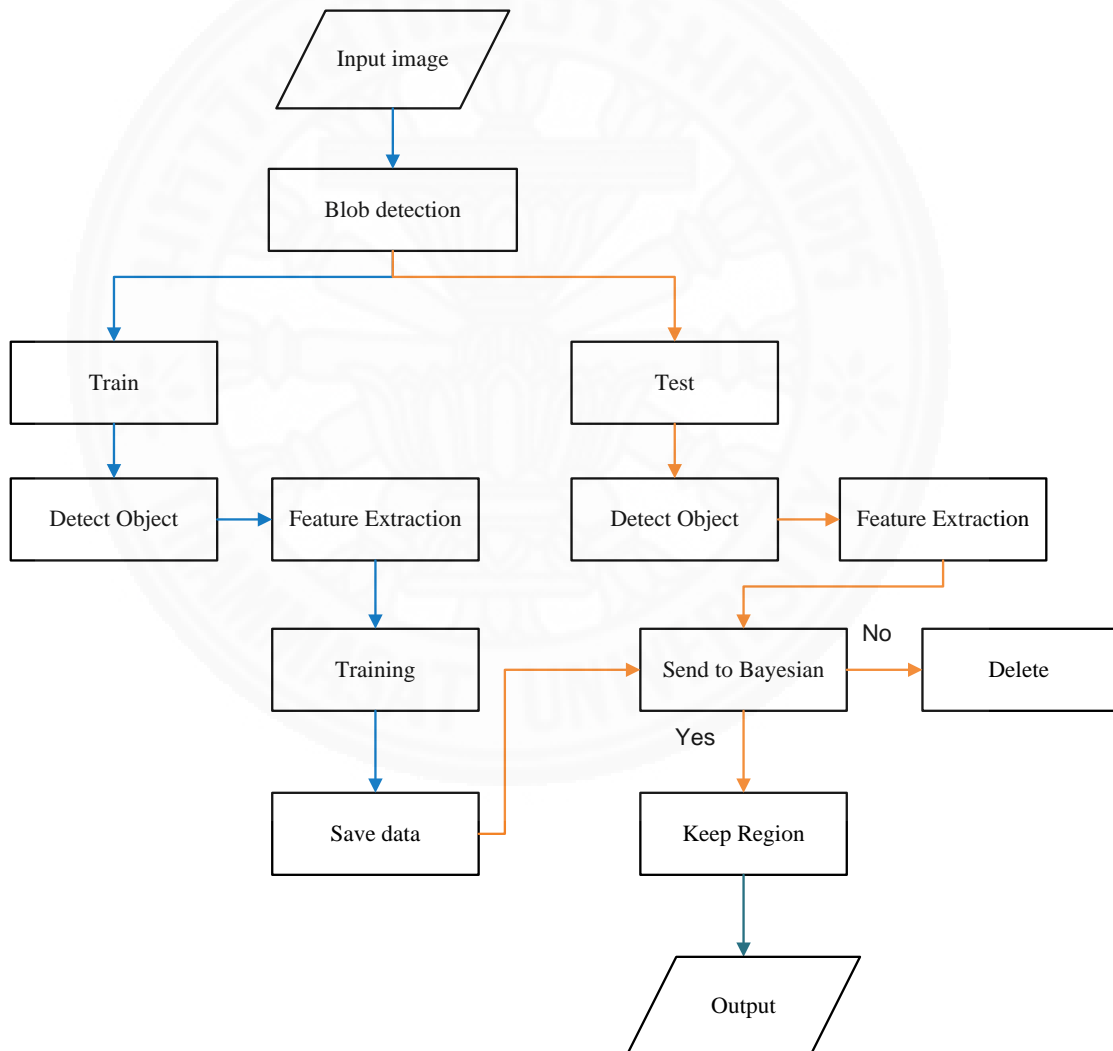 Input image
Blob detection
Train
Test
Detect Object
Feature Extraction
Detect Object
Feature Extraction
Training
Send to Bayesian
No
Delete
Yes
Save data
Keep Region
Output